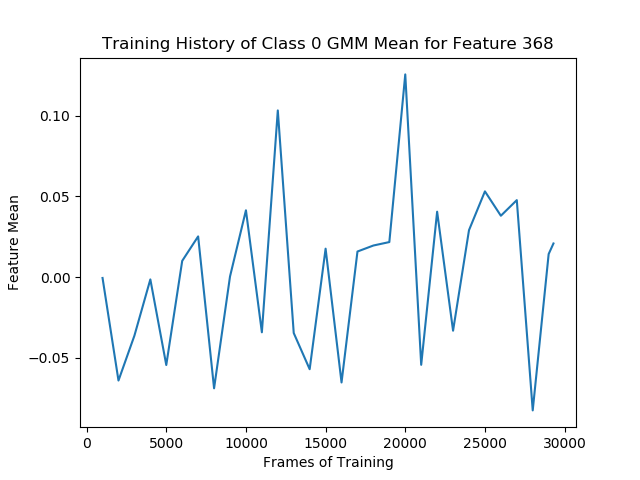 Training History of Class 0 GMM Mean for Feature 368
0.10
0.05
0.00
−0.05
Feature Mean
0 5000 10000 15000 20000 25000 30000
Frames of Training